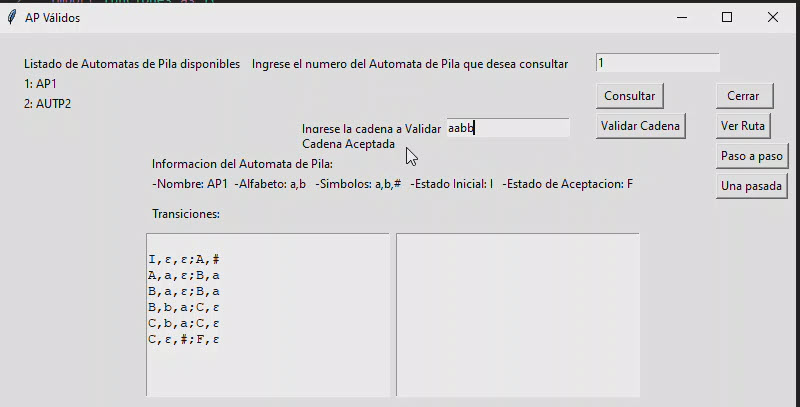 AP Válidos
Listado de Automatas de Pila disponibles Ingrese el numero del Automata de Pila que desea consultar 1
1: AP1
2: AUTP2
Consultar Cerrar
Ingrese la cadena a Validar aabb Validar Cadena Ver Ruta
Cadena Aceptada
Paso a paso
Informacion del Automata de Pila:
-Nombre: AP1 -Alfabeto: a,b -Simbolos: a,b,# -Estado Inicial: I -Estado de Aceptacion: F
Una pasada
Transiciones:
I,ε,ε;A,#
A,a,ε;B,a
B,a,ε;B,a
B,b,a;C,ε
C,b,a;C,ε
C,ε,#;F,ε